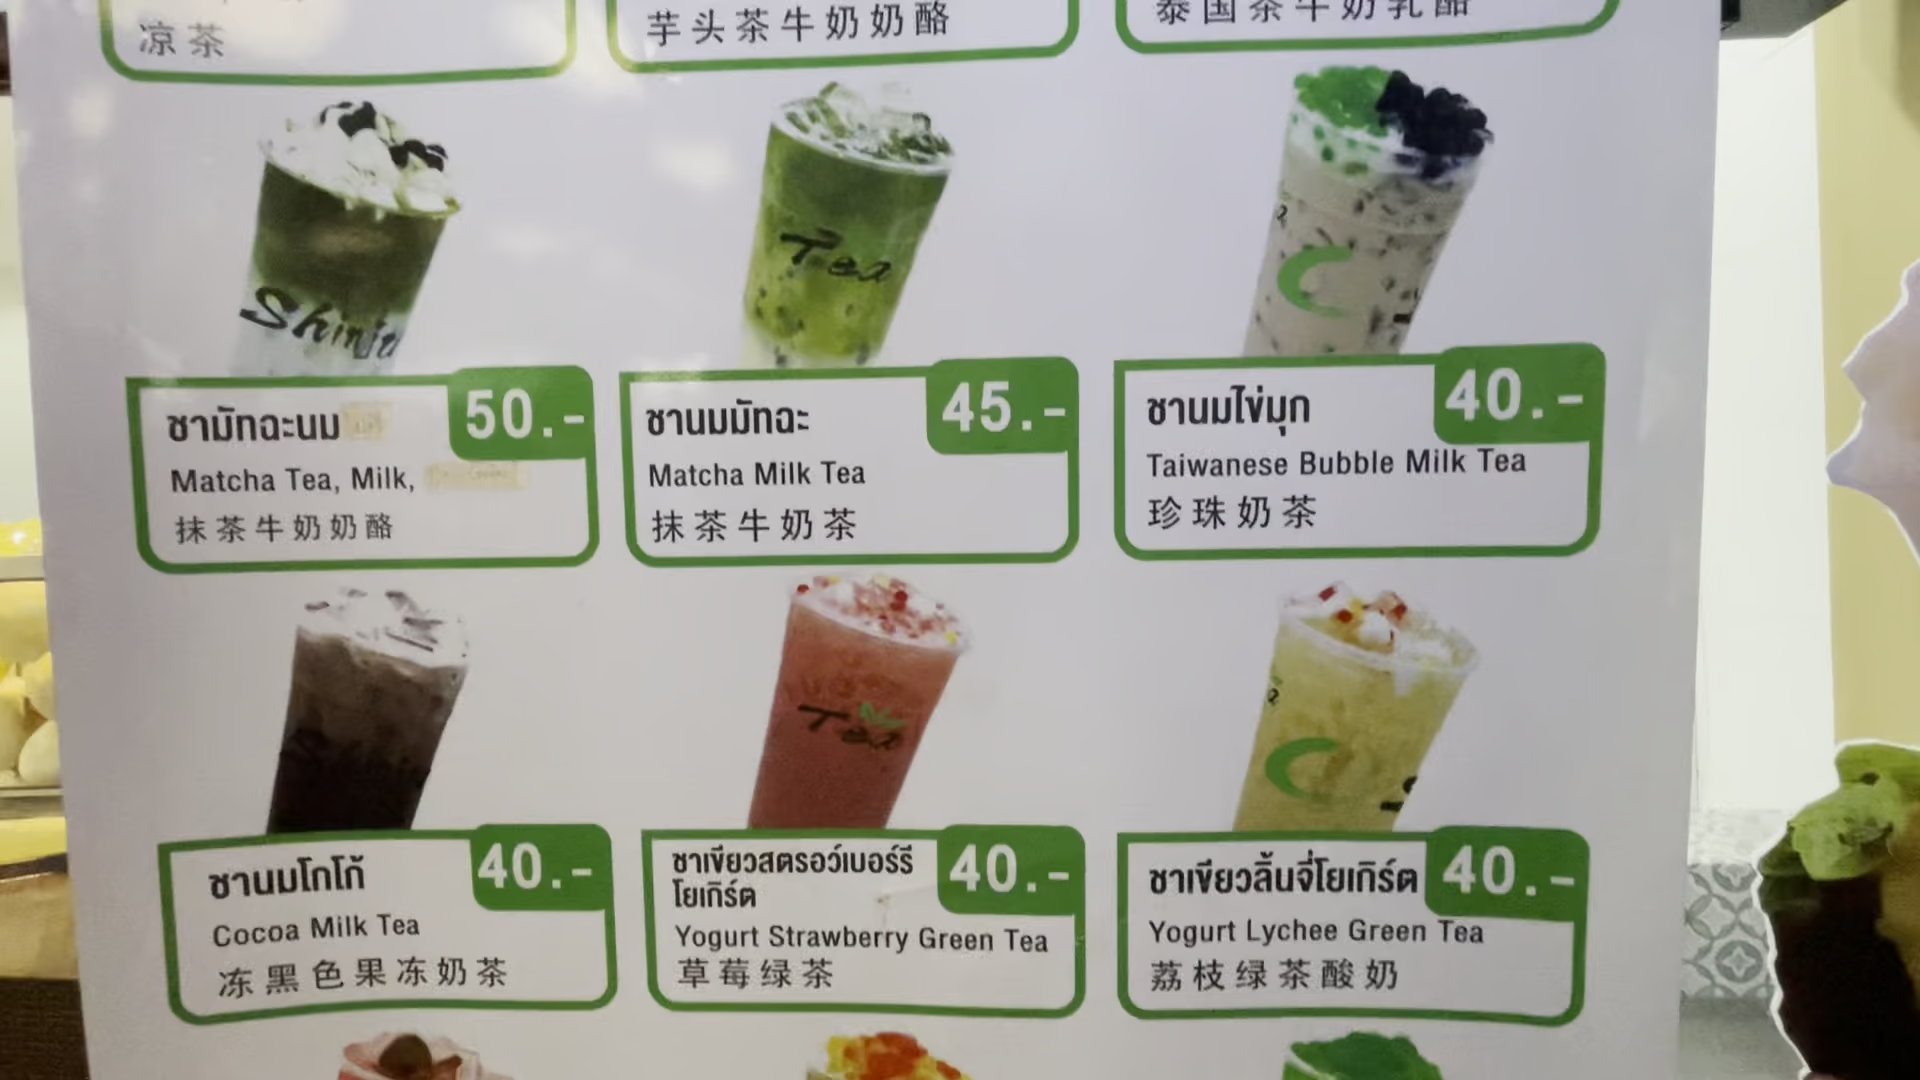 凉茶
芋头茶牛奶奶酪
泰国茶牛奶乳酪
Shinju
Tea
50.-
ชามัทฉะนม
Matcha Tea, Milk,
抹茶牛奶奶酪
45.-
ชานมมัทฉะ
Matcha Milk Tea
抹茶牛奶茶
40.-
ชานมไข่มุก
Taiwanese Bubble Milk Tea
珍珠奶茶
Tea
40.-
ชานมโกโก้
Cocoa Milk Tea
冻黑色果冻奶茶
40.-
ชาเขียวสตรอว์เบอร์รี
โยเกิร์ต
Yogurt Strawberry Green Tea
草莓绿茶
40.-
ชาเขียวลิ้นจี่โยเกิร์ต
Yogurt Lychee Green Tea
荔枝绿茶酸奶